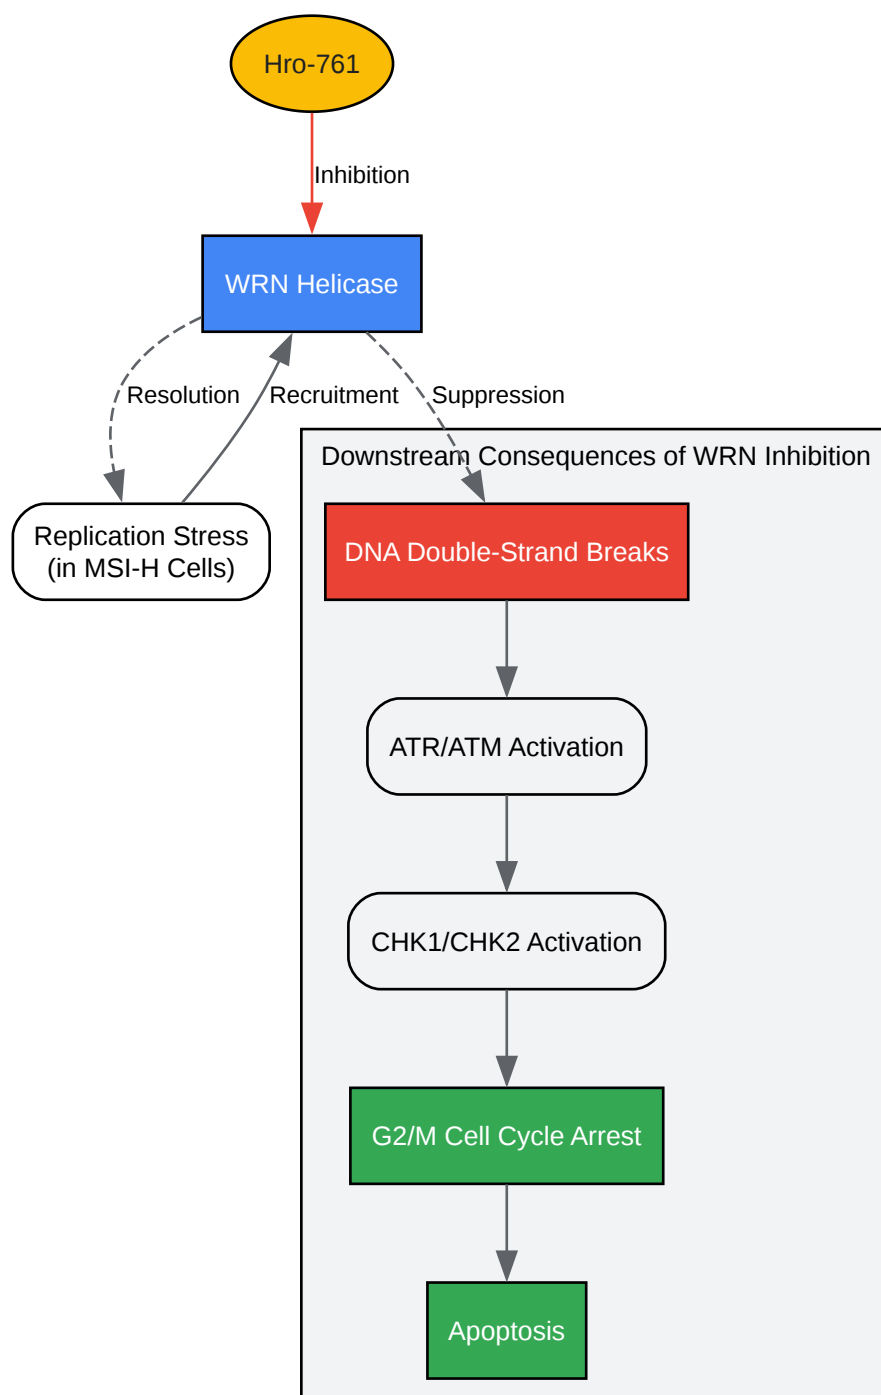 Hro-761
Inhibition
WRN Helicase
Resolution
Recruitment
Suppression
Downstream Consequences of WRN Inhibition
Replication Stress
(in MSI-H Cells)
DNA Double-Strand Breaks
ATR/ATM Activation
CHK1/CHK2 Activation
G2/M Cell Cycle Arrest
Apoptosis